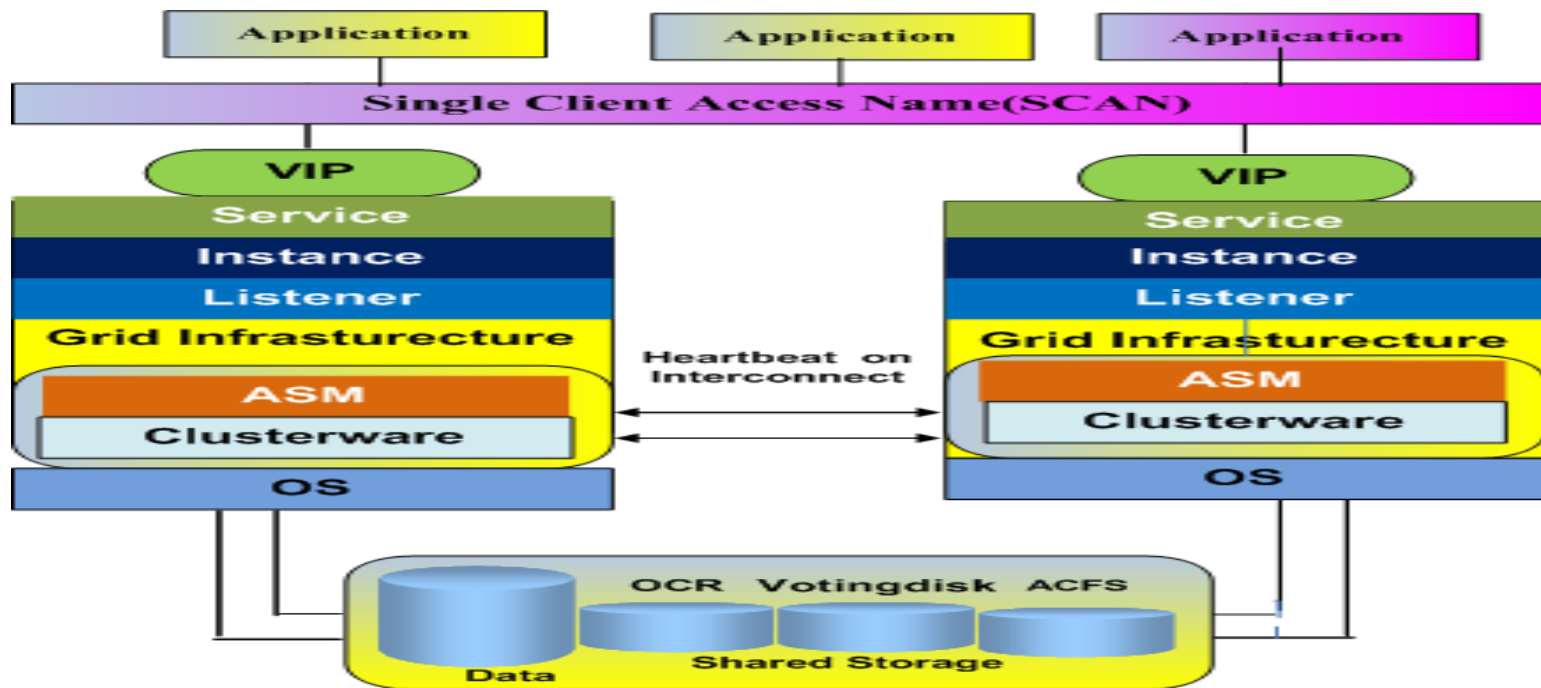 Application
Application
Application
Single Client Access Name(SCAN)
VIP
Service
Instance
Listener
Grid Infrasturecture
ASM
Clusterware
OS
Heartbeat on
Interconnect
VIP
Service
Instance
Listener
Grid Infrasturecture
ASM
Clusterware
OS
OCR Votingdisk ACFS
Shared Storage
Data